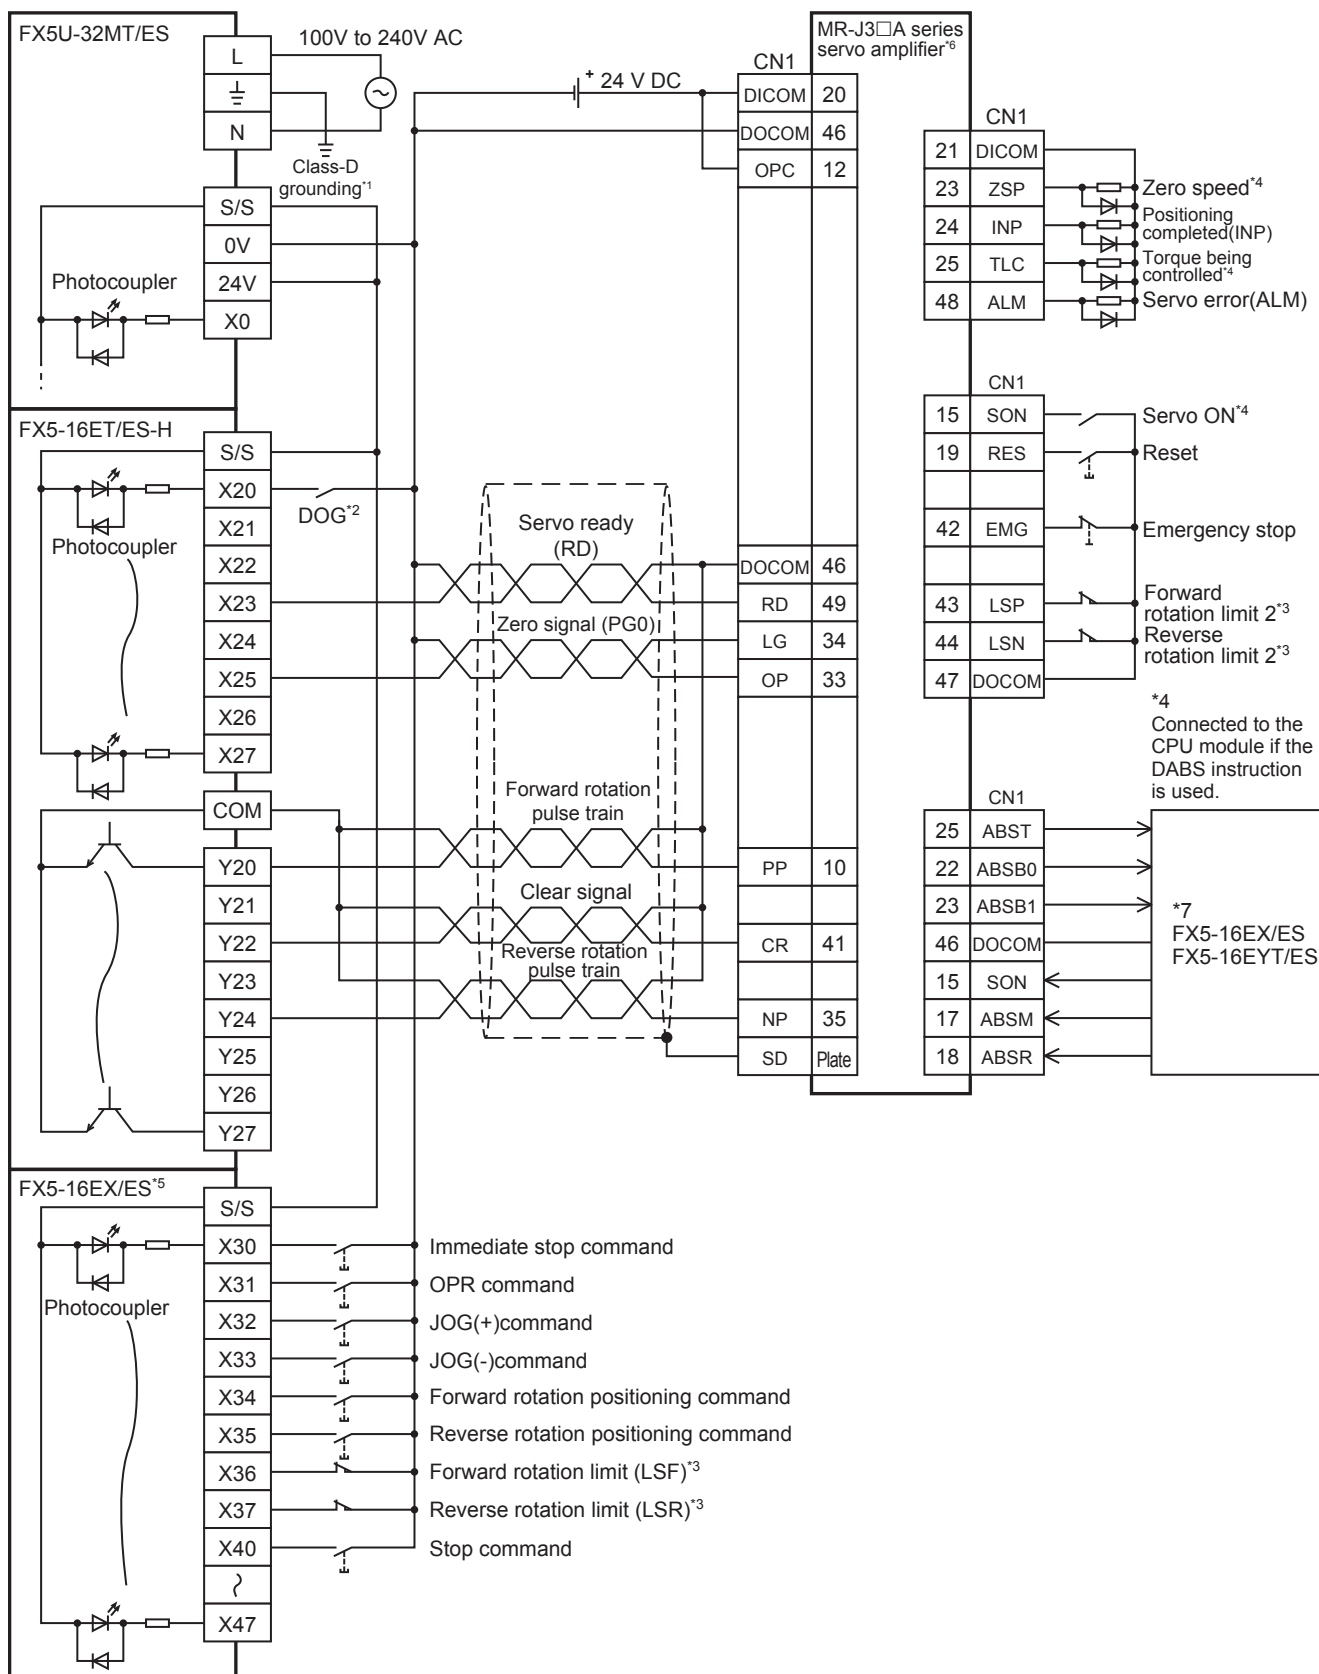 FX5U-32MT/ES
L
N
100V to 240V AC
Class-D
grounding*1
S/S
0V
24V
X0
Photocoupler
FX5-16ET/ES-H
S/S
X20
X21
X22
X23
X24
X25
X26
X27
Photocoupler
DOG*2
COM
Y20
Y21
Y22
Y23
Y24
Y25
Y26
Y27
FX5-16EX/ES*5
S/S
X30
X31
X32
X33
X34
X35
X36
X37
X40
X47
Photocoupler
Immediate stop command
OPR command
JOG(+)command
JOG(-)command
Forward rotation positioning command
Reverse rotation positioning command
Forward rotation limit (LSF)*3
Reverse rotation limit (LSR)*3
Stop command
+ 24 V DC
Servo ready
(RD)
Zero signal (PG0)
Forward rotation
pulse train
Clear signal
Reverse rotation
pulse train
MR-J3□A series
servo amplifier*6
CN1
DICOM 20
DOCOM 46
OPC 12
DOCOM 46
RD 49
LG 34
OP 33
PP 10
CR 41
NP 35
SD Plate
CN1
21 DICOM
23 ZSP Zero speed*4
24 INP Positioning
completed(INP)
25 TLC Torque being
controlled*4
48 ALM Servo error(ALM)
CN1
15 SON Servo ON*4
19 RES Reset
42 EMG Emergency stop
43 LSP Forward
rotation limit 2*3
44 LSN Reverse
rotation limit 2*3
47 DOCOM
*4
Connected to the
CPU module if the
DABS instruction
is used.
CN1
25 ABST
22 ABSB0
23 ABSB1
46 DOCOM
15 SON
17 ABSM
18 ABSR
*7
FX5-16EX/ES
FX5-16EYT/ES